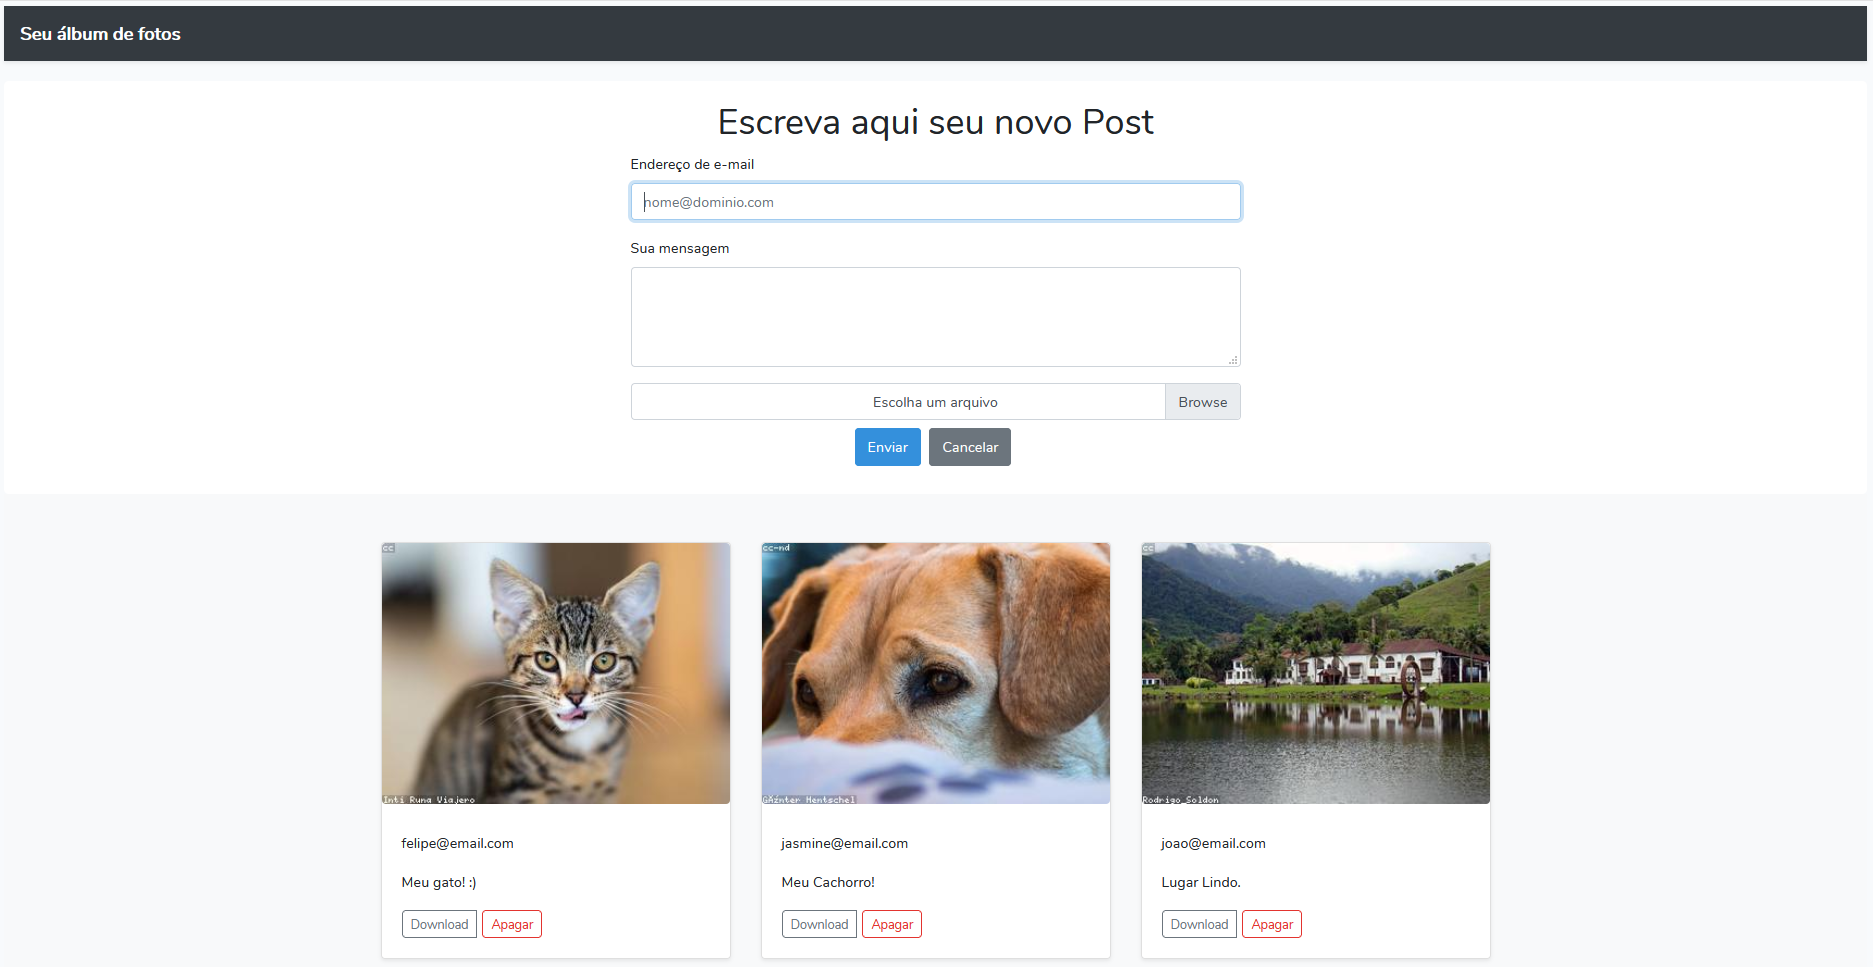 Seu álbum de fotos
Escreva aqui seu novo Post
Endereço de e-mail
nome@dominio.com
Sua mensagem
Escolha um arquivo Browse
Enviar Cancelar
cc
Inti Runa Viajero
felipe@email.com
Meu gato! :)
Download Apagar
cc-nd
GÃ¼nter Hentschel
jasmine@email.com
Meu Cachorro!
Download Apagar
cc
Rodrigo_Soldon
joao@email.com
Lugar Lindo.
Download Apagar